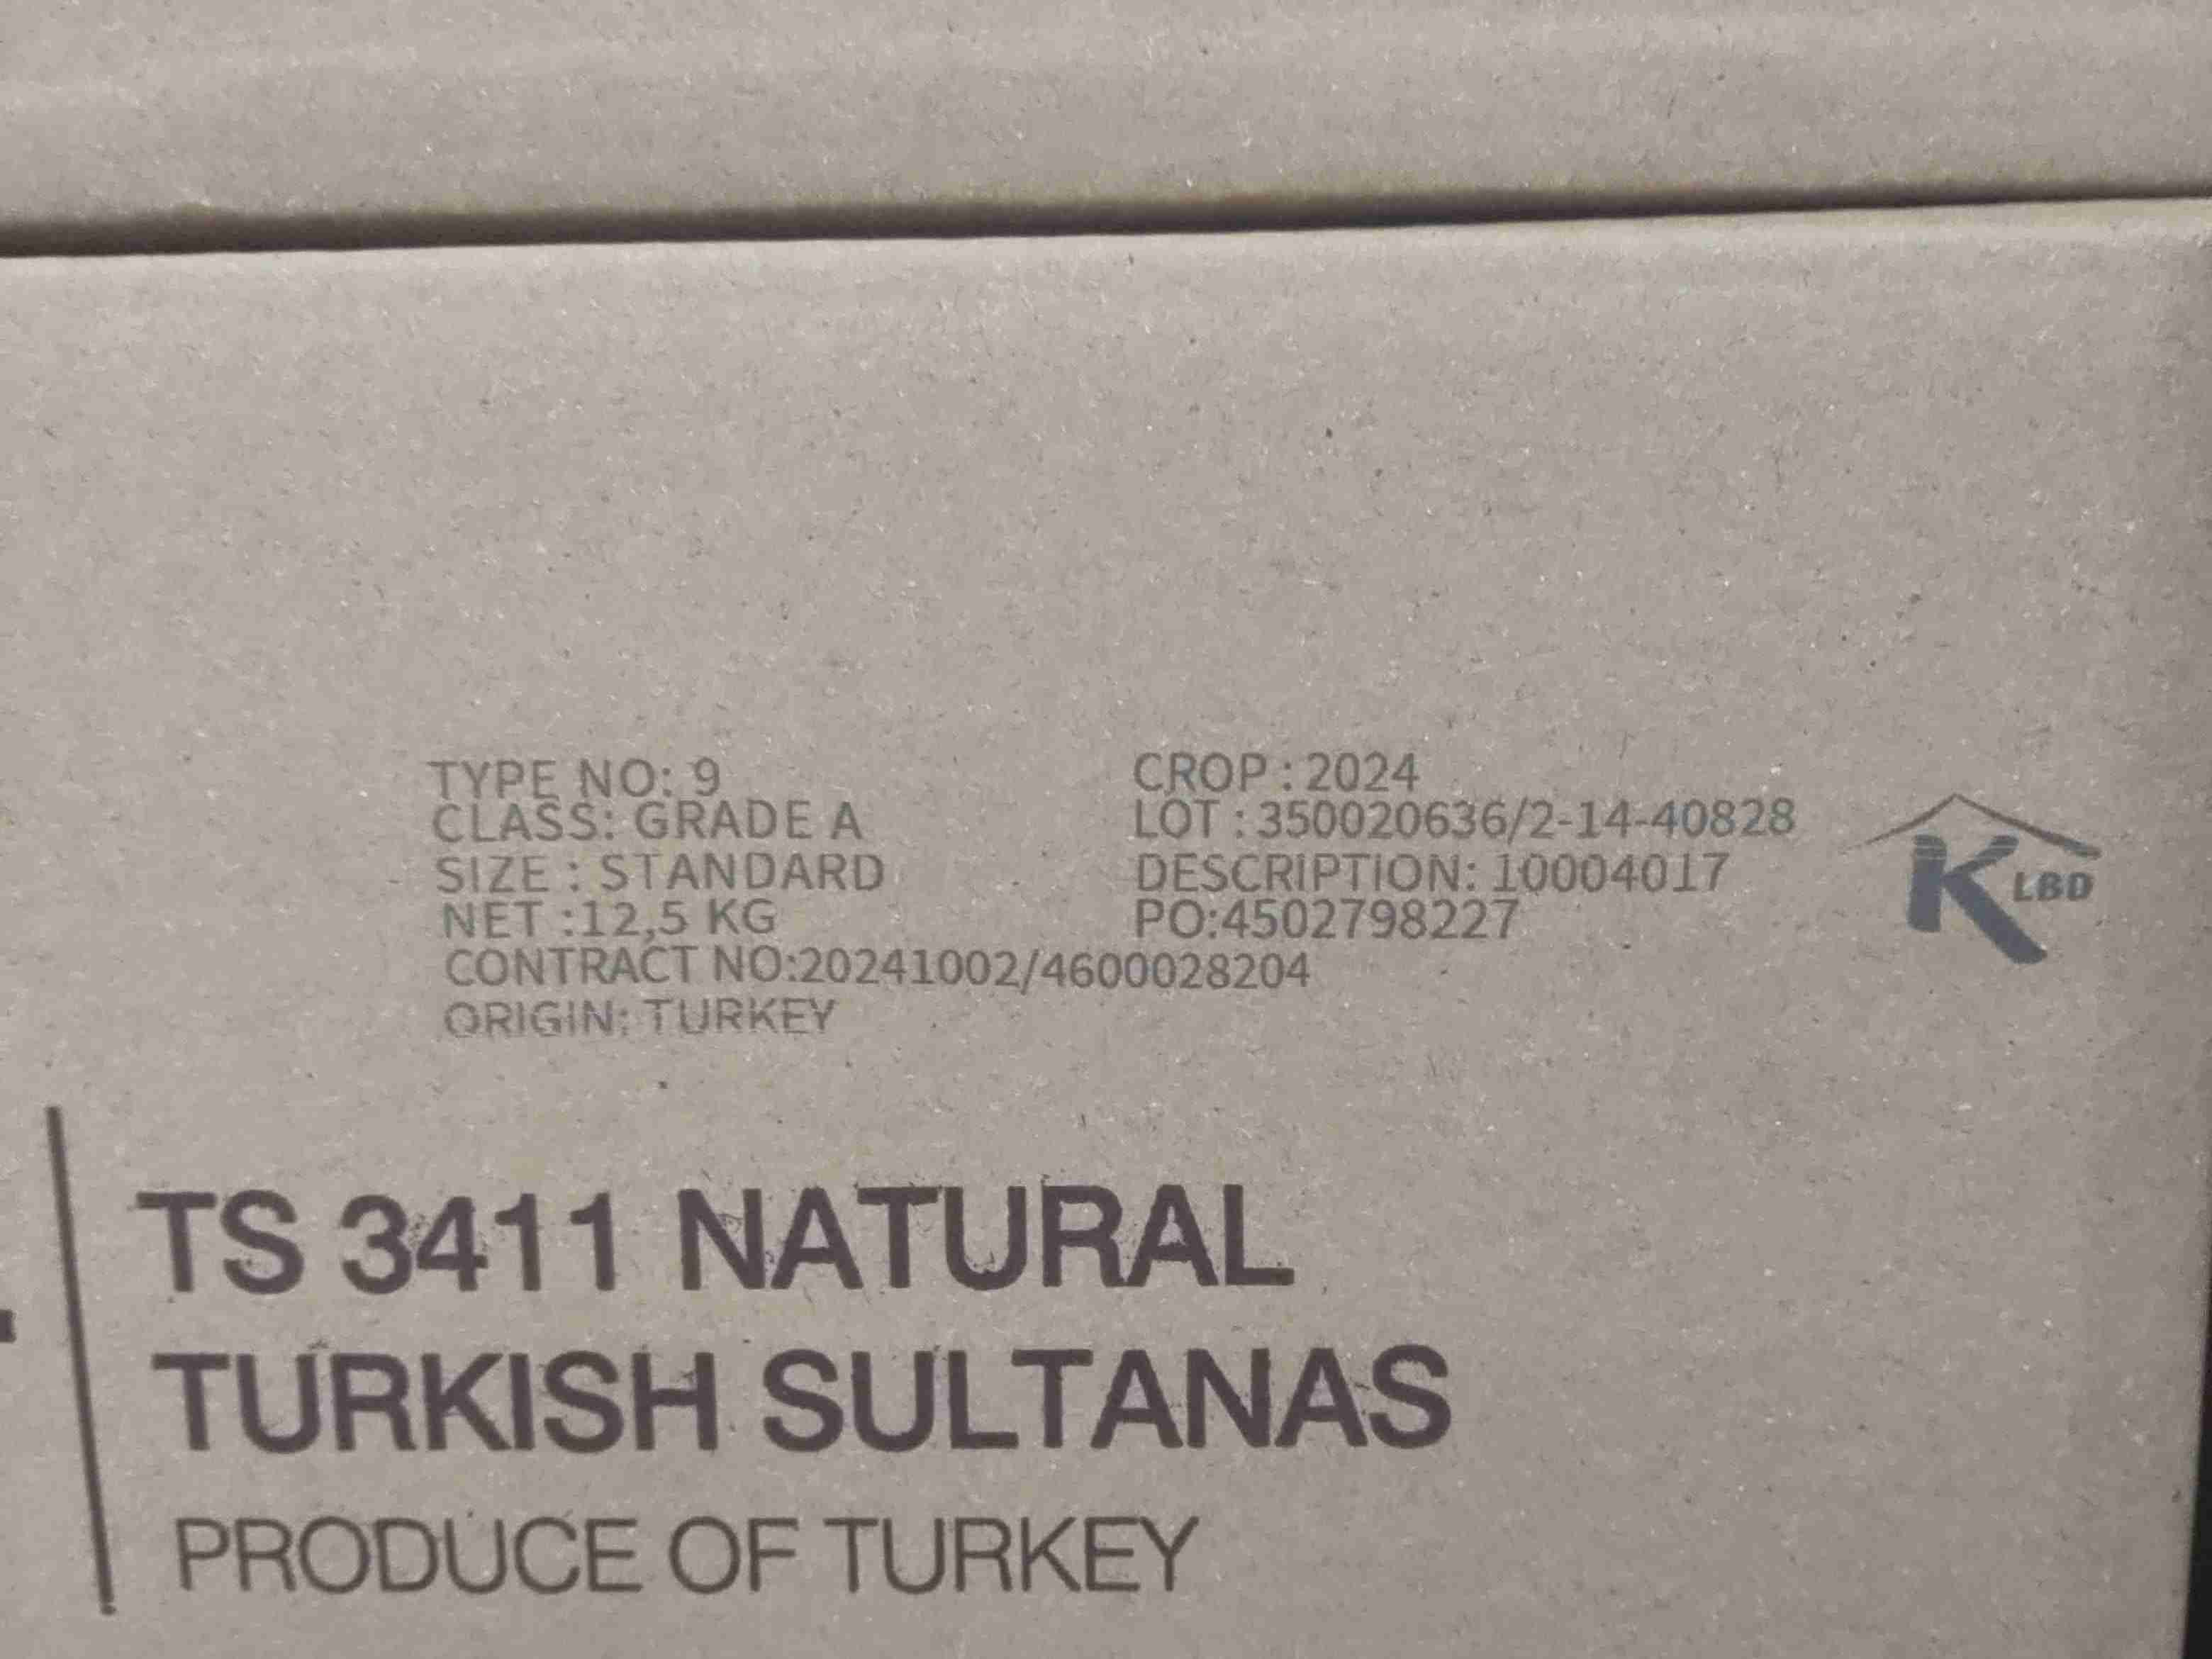 TYPE NO: 9
CLASS: GRADE A
SIZE : STANDARD
NET :12,5 KG
CONTRACT NO:20241002/4600028204
ORIGIN: TURKEY
CROP : 2024
LOT : 350020636/2-14-40828
DESCRIPTION: 10004017
PO:4502798227
K LBD
TS 3411 NATURAL
TURKISH SULTANAS
PRODUCE OF TURKEY